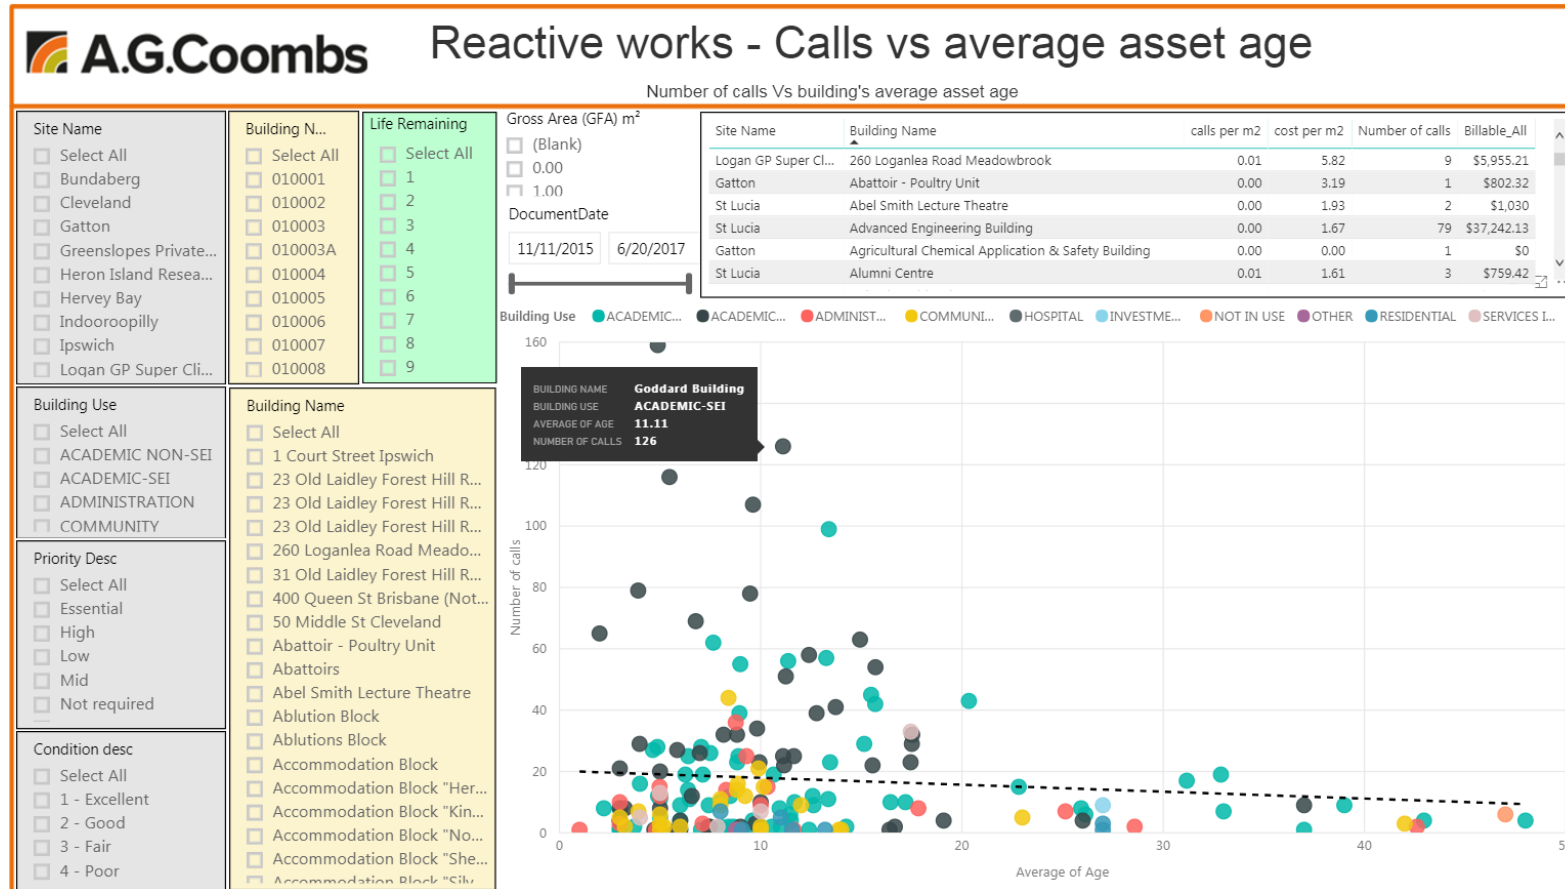 A.G.Coombs
Reactive works - Calls vs average asset age
Number of calls Vs building's average asset age
Site Name
Select All
Bundaberg
Cleveland
Gatton
Greenslopes Private...
Heron Island Resea...
Hervey Bay
Indooroopilly
Ipswich
Logan GP Super Cli...
Building N...
Select All
010001
010002
010003
010003A
010004
010005
010006
010007
010008
Life Remaining
Select All
1
2
3
4
5
6
7
8
9
Gross Area (GFA) m²
(Blank)
0.00
1.00
DocumentDate
11/11/2015 6/20/2017
Site Name Building Name calls per m2 cost per m2 Number of calls Billable_All
Logan GP Super Cl... 260 Loganlea Road Meadowbrook 0.01 5.82 9 $5,955.21
Gatton Abattoir - Poultry Unit 0.00 3.19 1 $802.32
St Lucia Abel Smith Lecture Theatre 0.00 1.93 2 $1,030
St Lucia Advanced Engineering Building 0.00 1.67 79 $37,242.13
Gatton Agricultural Chemical Application & Safety Building 0.00 0.00 1 $0
St Lucia Alumni Centre 0.01 1.61 3 $759.42
Building Use
Select All
ACADEMIC NON-SEI
ACADEMIC-SEI
ADMINISTRATION
COMMUNITY
Priority Desc
Select All
Essential
High
Low
Mid
Not required
Condition desc
Select All
1 - Excellent
2 - Good
3 - Fair
4 - Poor
Building Name
Select All
1 Court Street Ipswich
23 Old Laidley Forest Hill R...
23 Old Laidley Forest Hill R...
23 Old Laidley Forest Hill R...
260 Loganlea Road Meado...
31 Old Laidley Forest Hill R...
400 Queen St Brisbane (Not...
50 Middle St Cleveland
Abattoir - Poultry Unit
Abattoirs
Abel Smith Lecture Theatre
Ablution Block
Ablutions Block
Accommodation Block
Accommodation Block "Her...
Accommodation Block "Kin...
Accommodation Block "No...
Accommodation Block "She...
Accommodation Block "Silv...
Building Use ACADEMIC... ACADEMIC... ADMINIST... COMMUNI... HOSPITAL INVESTME... NOT IN USE OTHER RESIDENTIAL SERVICES I...
160
BUILDING NAME Goddard Building
BUILDING USE ACADEMIC-SEI
AVERAGE OF AGE 11.11
NUMBER OF CALLS 126
120
100
80
60
40
20
0
Number of calls
0 10 20 30 40 5
Average of Age